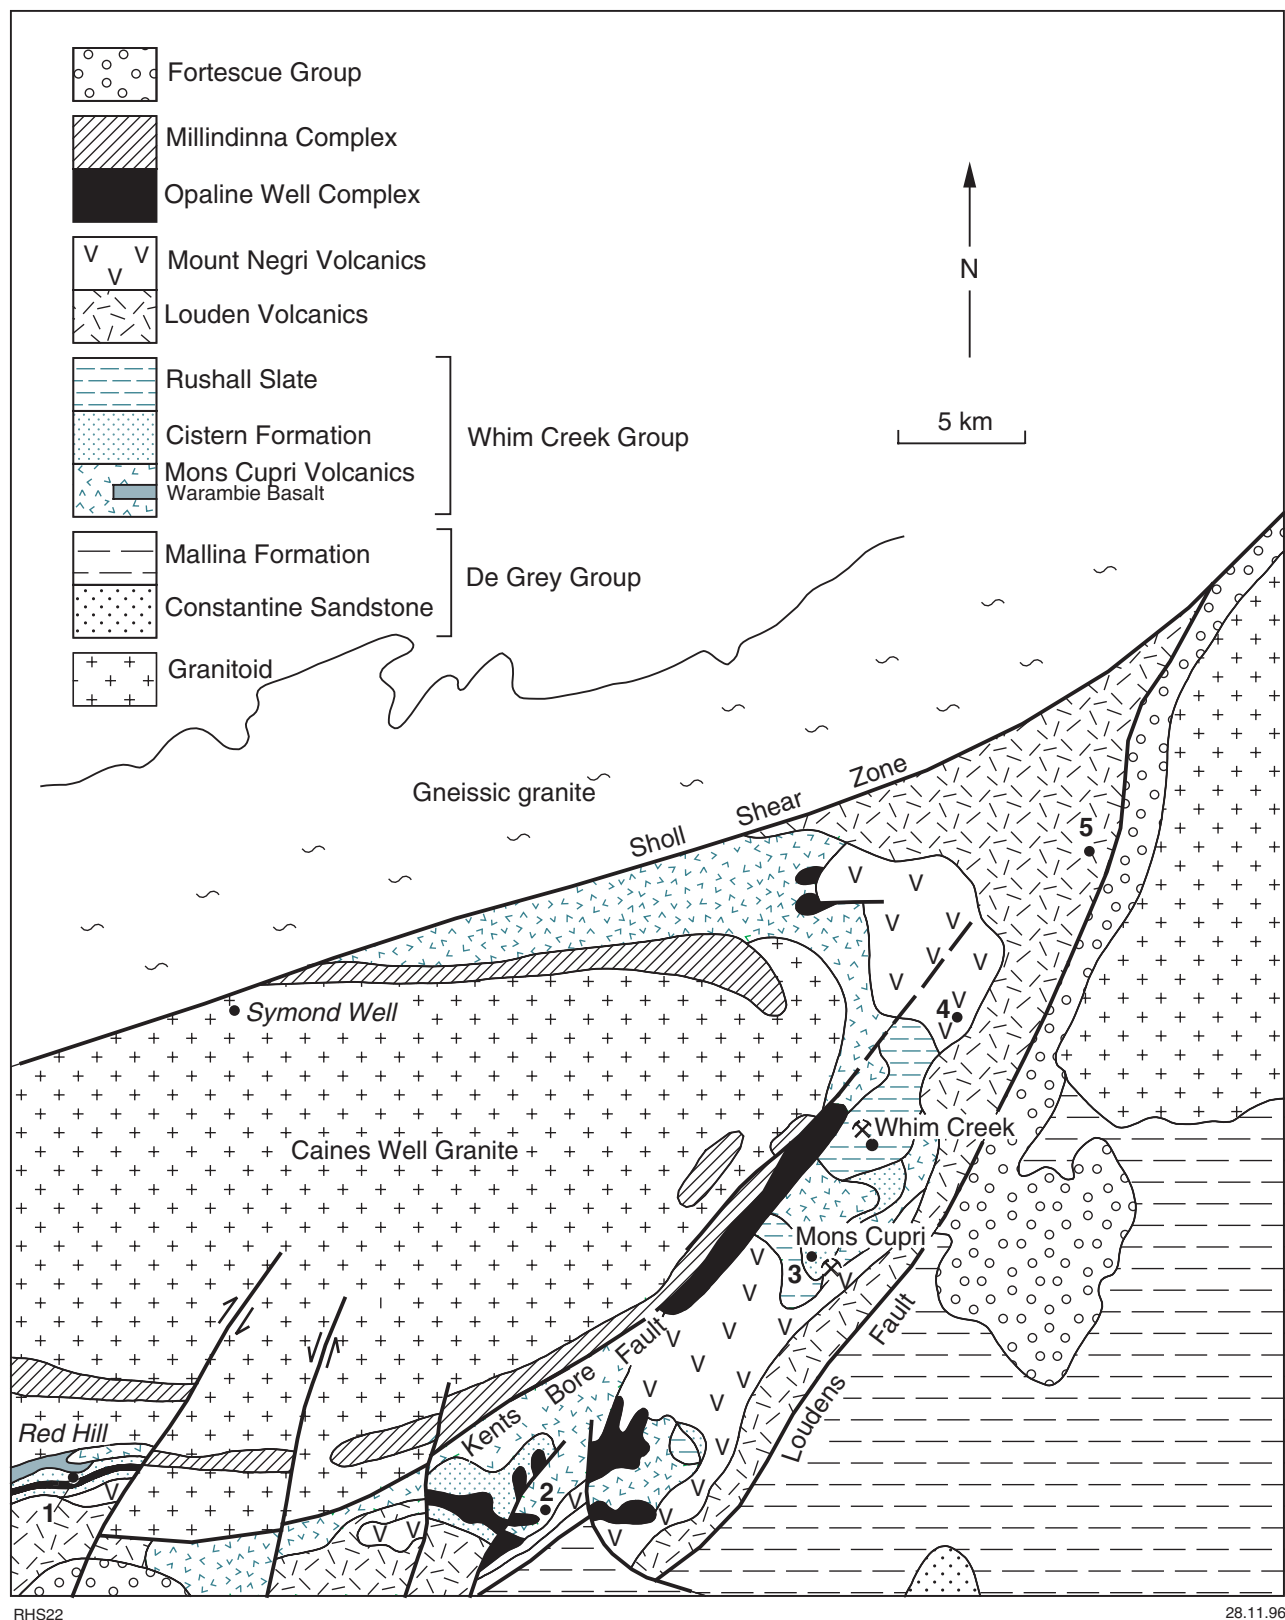 Fortescue Group
Millindinna Complex
Opaline Well Complex
Mount Negri Volcanics
Louden Volcanics
Rushall Slate
Cistern Formation
Whim Creek Group
Mons Cupri Volcanics
Warambie Basalt
Mallina Formation
De Grey Group
Constantine Sandstone
Granitoid
N
5 km
Gneissic granite
Sholl Shear Zone
5
Symond Well
4
Whim Creek
Caines Well Granite
Mons Cupri
3
Kents Bore Fault
Loudens Fault
Red Hill
1
2
RHS22
28.11.96